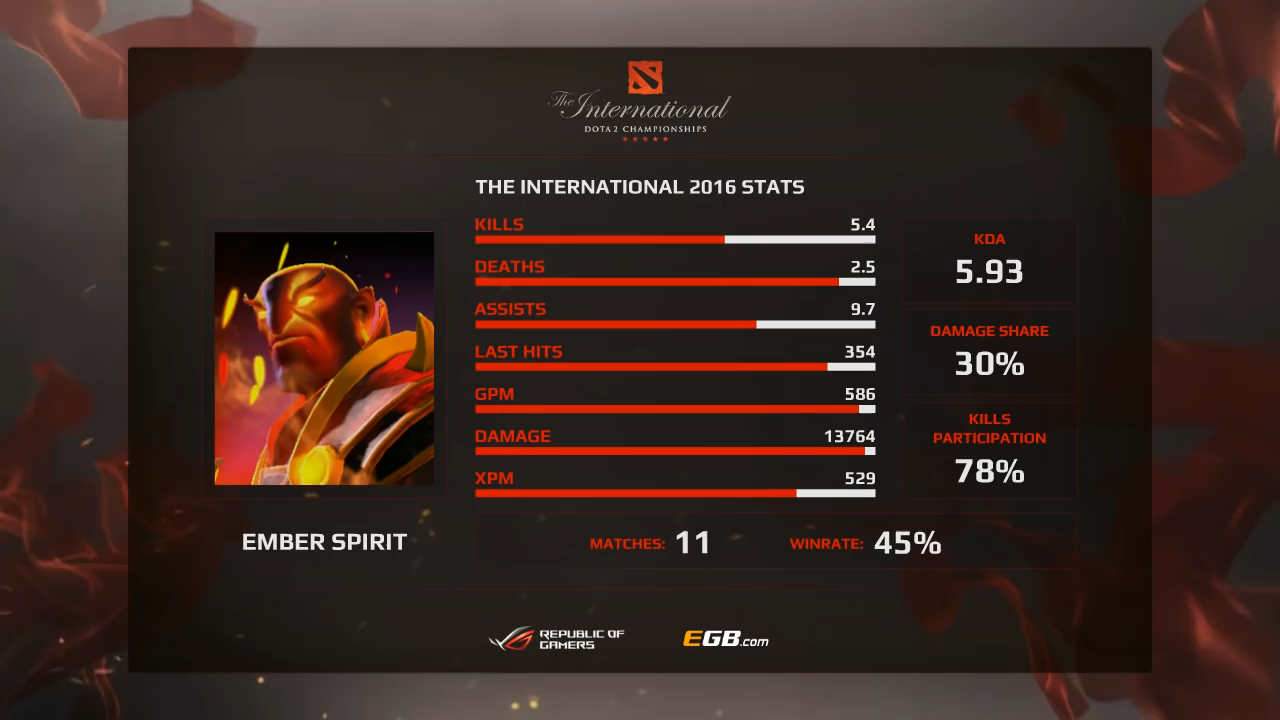 The International
DOTA 2 CHAMPIONSHIPS
THE INTERNATIONAL 2016 STATS
KILLS 5.4
DEATHS 2.5
ASSISTS 9.7
LAST HITS 354
GPM 586
DAMAGE 13764
XPM 529
KDA
5.93
DAMAGE SHARE
30%
KILLS
PARTICIPATION
78%
EMBER SPIRIT
MATCHES: 11 WINRATE: 45%
REPUBLIC OF
GAMERS
EGB.com